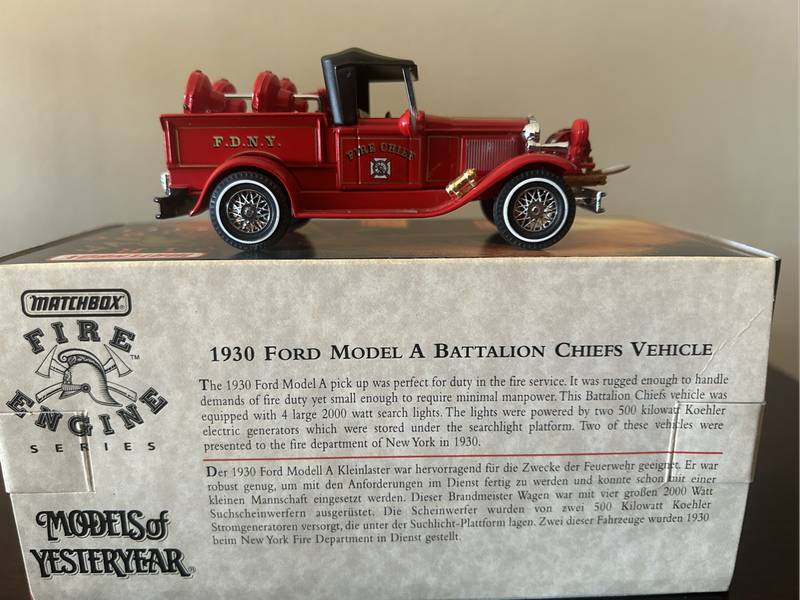 F.D.N.Y.
FIRE CHIEF
MATCHBOX®
FIRE
ENGINE™
SERIES
MODELS of
YESTERYEAR®
1930 FORD MODEL A BATTALION CHIEFS VEHICLE
The 1930 Ford Model A pick up was perfect for duty in the fire service. It was rugged enough to handle
demands of fire duty yet small enough to require minimal manpower. This Battalion Chiefs vehicle was
equipped with 4 large 2000 watt search lights. The lights were powered by two 500 kilowatt Koehler
electric generators which were stored under the searchlight platform. Two of these vehicles were
presented to the fire department of New York in 1930.
Der 1930 Ford Modell A Kleinlaster war hervorragend für die Zwecke der Feuerwehr geeignet. Er war
robust genug, um mit den Anforderungen im Dienst fertig zu werden und konnte schon mit einer
kleinen Mannschaft eingesetzt werden. Dieser Brandmeister Wagen war mit vier großen 2000 Watt
Suchscheinwerfern ausgerüstet. Die Scheinwerfer wurden von zwei 500 Kilowatt Koehler
Stromgeneratoren versorgt, die unter der Suchlicht-Plattform lagen. Zwei dieser Fahrzeuge wurden 1930
beim New York Fire Department in Dienst gestellt.